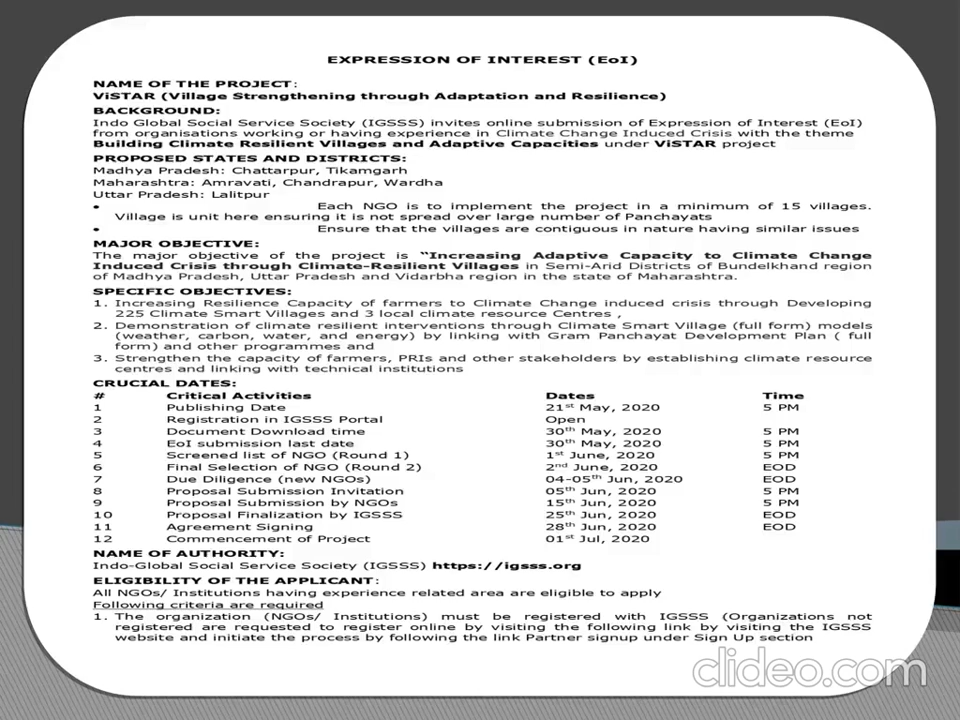 EXPRESSION OF INTEREST (EoI)
NAME OF THE PROJECT:
ViSTAR (Village Strengthening through Adaptation and Resilience)
BACKGROUND:
Indo Global Social Service Society (IGSSS) invites online submission of Expression of Interest (EoI)
from organisations working or having experience in Climate Change Induced Crisis with the theme
Building Climate Resilient Villages and Adaptive Capacities under ViSTAR project
PROPOSED STATES AND DISTRICTS:
Madhya Pradesh: Chattarpur, Tikamgarh
Maharashtra: Amravati, Chandrapur, Wardha
Uttar Pradesh: Lalitpur
• Each NGO is to implement the project in a minimum of 15 villages.
Village is unit here ensuring it is not spread over large number of Panchayats
• Ensure that the villages are contiguous in nature having similar issues
MAJOR OBJECTIVE:
The major objective of the project is “Increasing Adaptive Capacity to Climate Change
Induced Crisis through Climate-Resilient Villages in Semi-Arid Districts of Bundelkhand region
of Madhya Pradesh, Uttar Pradesh and Vidarbha region in the state of Maharashtra.
SPECIFIC OBJECTIVES:
1. Increasing Resilience Capacity of farmers to Climate Change induced crisis through Developing
225 Climate Smart Villages and 3 local climate resource Centres ,
2. Demonstration of climate resilient interventions through Climate Smart Village (full form) models
(weather, carbon, water, and energy) by linking with Gram Panchayat Development Plan ( full
form) and other programmes and
3. Strengthen the capacity of farmers, PRIs and other stakeholders by establishing climate resource
centres and linking with technical institutions
CRUCIAL DATES:
# Critical Activities Dates Time
1 Publishing Date 21st May, 2020 5 PM
2 Registration in IGSSS Portal Open
3 Document Download time 30th May, 2020 5 PM
4 EoI submission last date 30th May, 2020 5 PM
5 Screened list of NGO (Round 1) 1st June, 2020 5 PM
6 Final Selection of NGO (Round 2) 2nd June, 2020 EOD
7 Due Diligence (new NGOs) 04-05th Jun, 2020 EOD
8 Proposal Submission Invitation 05th Jun, 2020 5 PM
9 Proposal Submission by NGOs 15th Jun, 2020 5 PM
10 Proposal Finalization by IGSSS 25th Jun, 2020 EOD
11 Agreement Signing 28th Jun, 2020 EOD
12 Commencement of Project 01st Jul, 2020
NAME OF AUTHORITY:
Indo-Global Social Service Society (IGSSS) https://igsss.org
ELIGIBILITY OF THE APPLICANT:
All NGOs/ Institutions having experience related area are eligible to apply
Following criteria are required
1. The organization (NGOs/ Institutions) must be registered with IGSSS (Organizations not
registered are requested to register online by visiting the following link by visiting the IGSSS
website and initiate the process by following the link Partner signup under Sign Up section
clideo.com